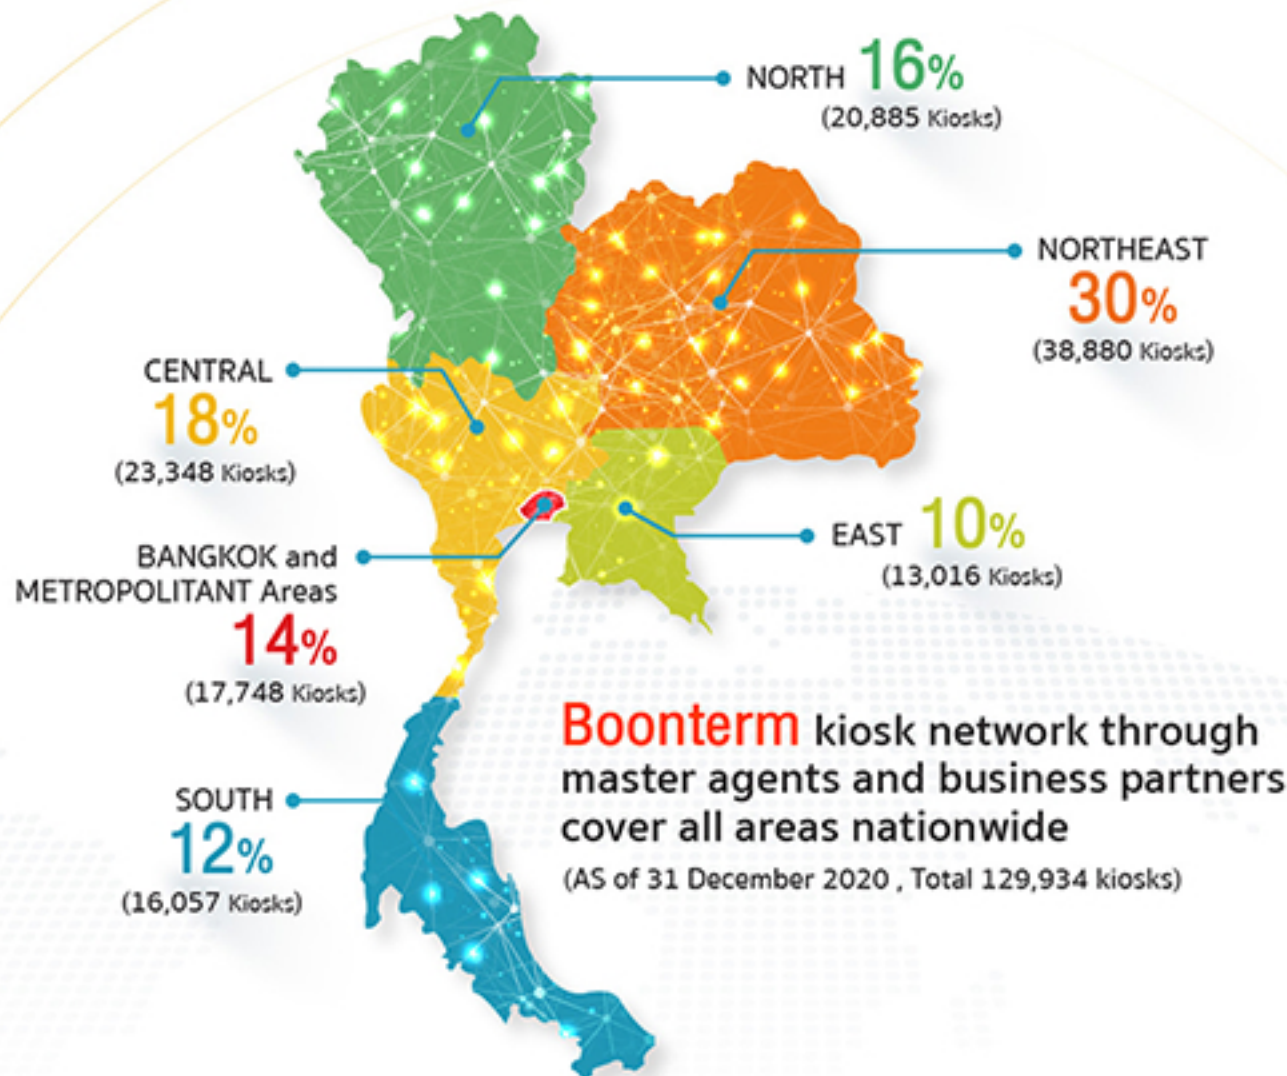 NORTH 16%
(20,885 Kiosks)
NORTHEAST
30%
(38,880 Kiosks)
CENTRAL
18%
(23,348 Kiosks)
EAST 10%
(13,016 Kiosks)
BANGKOK and
METROPOLITANT Areas
14%
(17,748 Kiosks)
Boonterm kiosk network through
master agents and business partners
cover all areas nationwide
(AS of 31 December 2020 , Total 129,934 kiosks)
SOUTH
12%
(16,057 Kiosks)